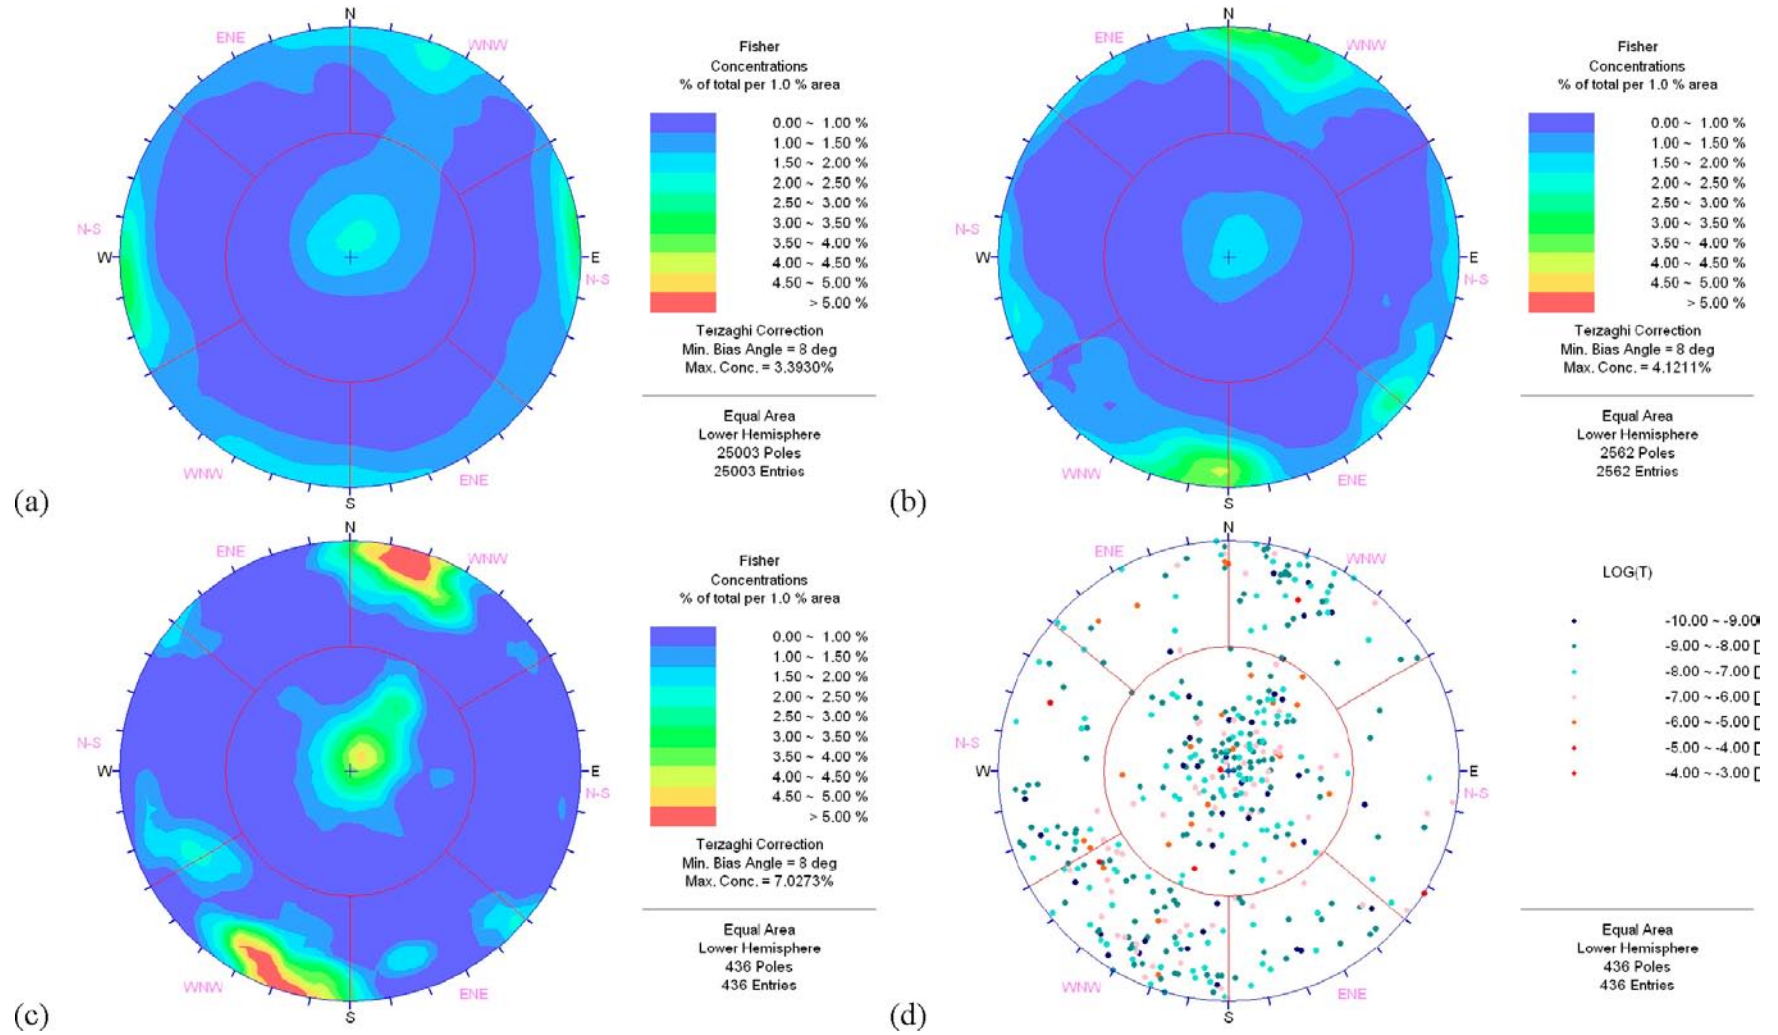 N
ENE
WNW
N-S
W
E
N-S
WNW
ENE
S
(a)
Fisher
Concentrations
% of total per 1.0 % area
0.00 ~ 1.00 %
1.00 ~ 1.50 %
1.50 ~ 2.00 %
2.00 ~ 2.50 %
2.50 ~ 3.00 %
3.00 ~ 3.50 %
3.50 ~ 4.00 %
4.00 ~ 4.50 %
4.50 ~ 5.00 %
> 5.00 %
Terzaghi Correction
Min. Bias Angle = 8 deg
Max. Conc. = 3.3930%
Equal Area
Lower Hemisphere
25003 Poles
25003 Entries
N
ENE
WNW
N-S
W
E
N-S
WNW
ENE
S
(b)
Fisher
Concentrations
% of total per 1.0 % area
0.00 ~ 1.00 %
1.00 ~ 1.50 %
1.50 ~ 2.00 %
2.00 ~ 2.50 %
2.50 ~ 3.00 %
3.00 ~ 3.50 %
3.50 ~ 4.00 %
4.00 ~ 4.50 %
4.50 ~ 5.00 %
> 5.00 %
Terzaghi Correction
Min. Bias Angle = 8 deg
Max. Conc. = 4.1211%
Equal Area
Lower Hemisphere
2562 Poles
2562 Entries
N
ENE
WNW
N-S
W
E
N-S
WNW
ENE
S
(c)
Fisher
Concentrations
% of total per 1.0 % area
0.00 ~ 1.00 %
1.00 ~ 1.50 %
1.50 ~ 2.00 %
2.00 ~ 2.50 %
2.50 ~ 3.00 %
3.00 ~ 3.50 %
3.50 ~ 4.00 %
4.00 ~ 4.50 %
4.50 ~ 5.00 %
> 5.00 %
Terzaghi Correction
Min. Bias Angle = 8 deg
Max. Conc. = 7.0273%
Equal Area
Lower Hemisphere
436 Poles
436 Entries
N
ENE
WNW
N-S
W
E
N-S
WNW
ENE
S
(d)
LOG(T)
-10.00 ~ -9.00
-9.00 ~ -8.00
-8.00 ~ -7.00
-7.00 ~ -6.00
-6.00 ~ -5.00
-5.00 ~ -4.00
-4.00 ~ -3.00
Equal Area
Lower Hemisphere
436 Poles
436 Entries